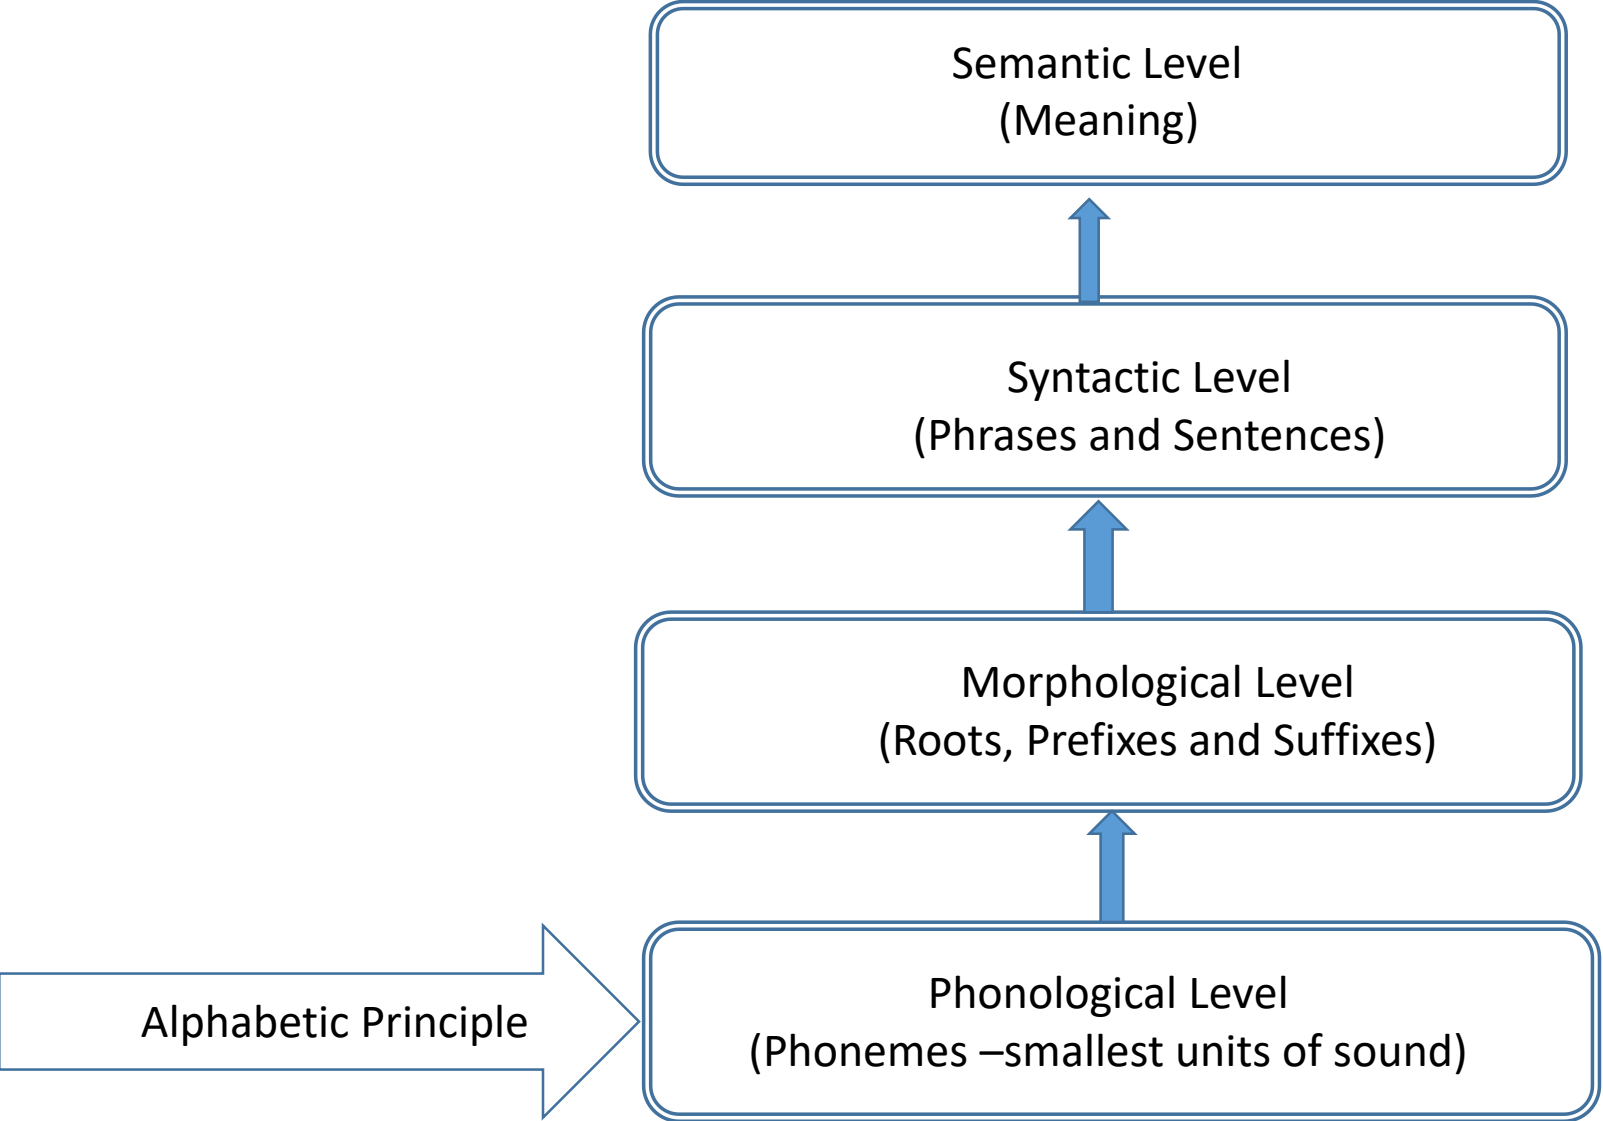 Semantic Level
(Meaning)
Syntactic Level
(Phrases and Sentences)
Morphological Level
(Roots, Prefixes and Suffixes)
Alphabetic Principle
Phonological Level
(Phonemes –smallest units of sound)